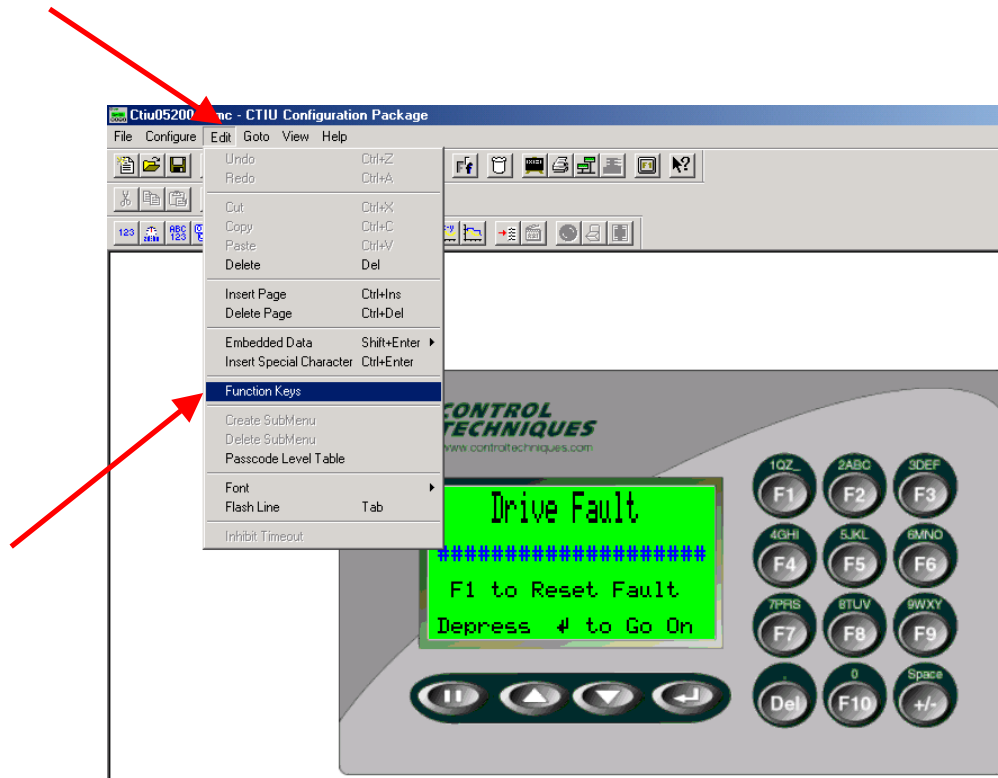 Ctiu05200 mc - CTIU Configuration Package
File Configure Edit Goto View Help
Undo Ctrl+Z
Redo Ctrl+A
Cut Ctrl+X
Copy Ctrl+C
Paste Ctrl+V
Delete Del
Insert Page Ctrl+Ins
Delete Page Ctrl+Del
Embedded Data Shift+Enter
Insert Special Character Ctrl+Enter
Function Keys
Create SubMenu
Delete SubMenu
Passcode Level Table
Font
Flash Line Tab
Inhibit Timeout
123
ABC
123
CONTROL
TECHNIQUES
www.controltechniques.com
Drive Fault
####################
F1 to Reset Fault
Depress ↲ to Go On
1QZ_ 2ABC 3DEF
F1 F2 F3
4GHI 5JKL 6MNO
F4 F5 F6
7PRS 8TUV 9WXY
F7 F8 F9
. 0 Space
Del F10 +/-